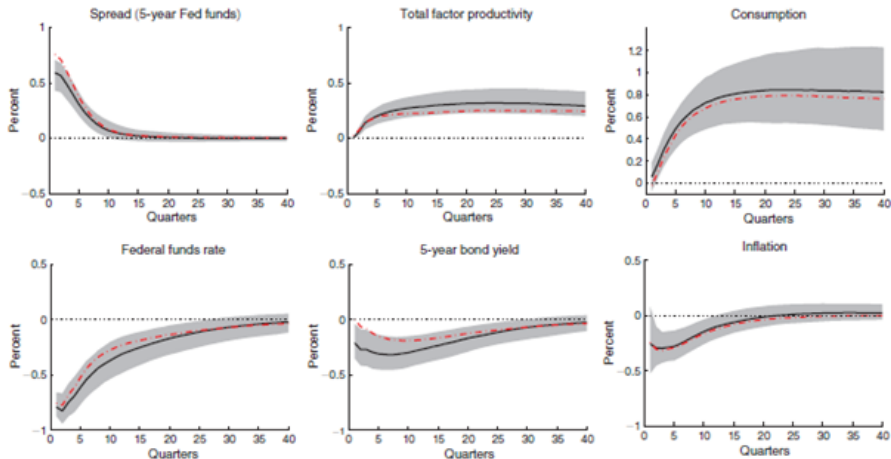 Spread (5-year Fed funds)
Percent
1
0.5
0
−0.5
0 5 10 15 20 25 30 35 40
Quarters
Total factor productivity
Percent
1
0.5
0
−0.5
0 5 10 15 20 25 30 35 40
Quarters
Consumption
Percent
1.2
1
0.8
0.6
0.4
0.2
0
0 5 10 15 20 25 30 35 40
Quarters
Federal funds rate
Percent
0.5
0
−0.5
−1
0 5 10 15 20 25 30 35 40
Quarters
5-year bond yield
Percent
0.5
0
−0.5
−1
0 5 10 15 20 25 30 35 40
Quarters
Inflation
Percent
0.5
0
−0.5
−1
0 5 10 15 20 25 30 35 40
Quarters